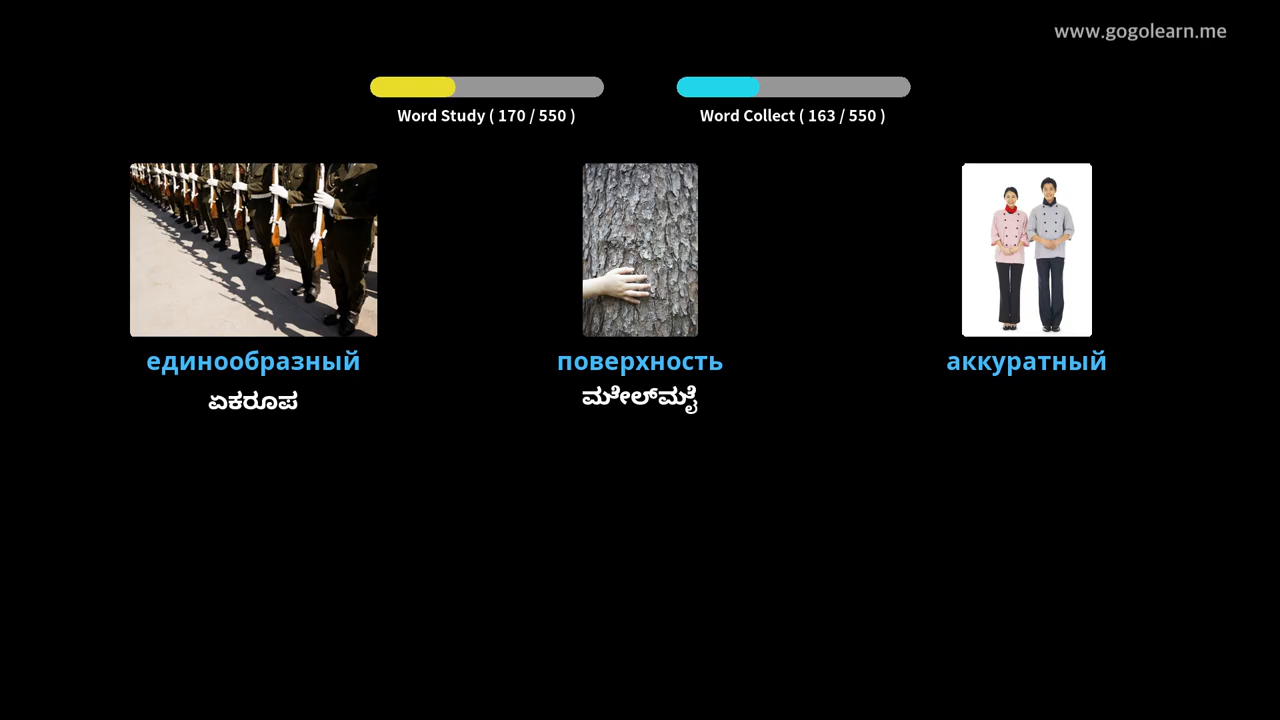 www.gogolearn.me
Word Study ( 170 / 550 )
Word Collect ( 163 / 550 )
единообразный
поверхность
аккуратный
ಏಕರೂಪ
ಮೇಲ್ಮೈ